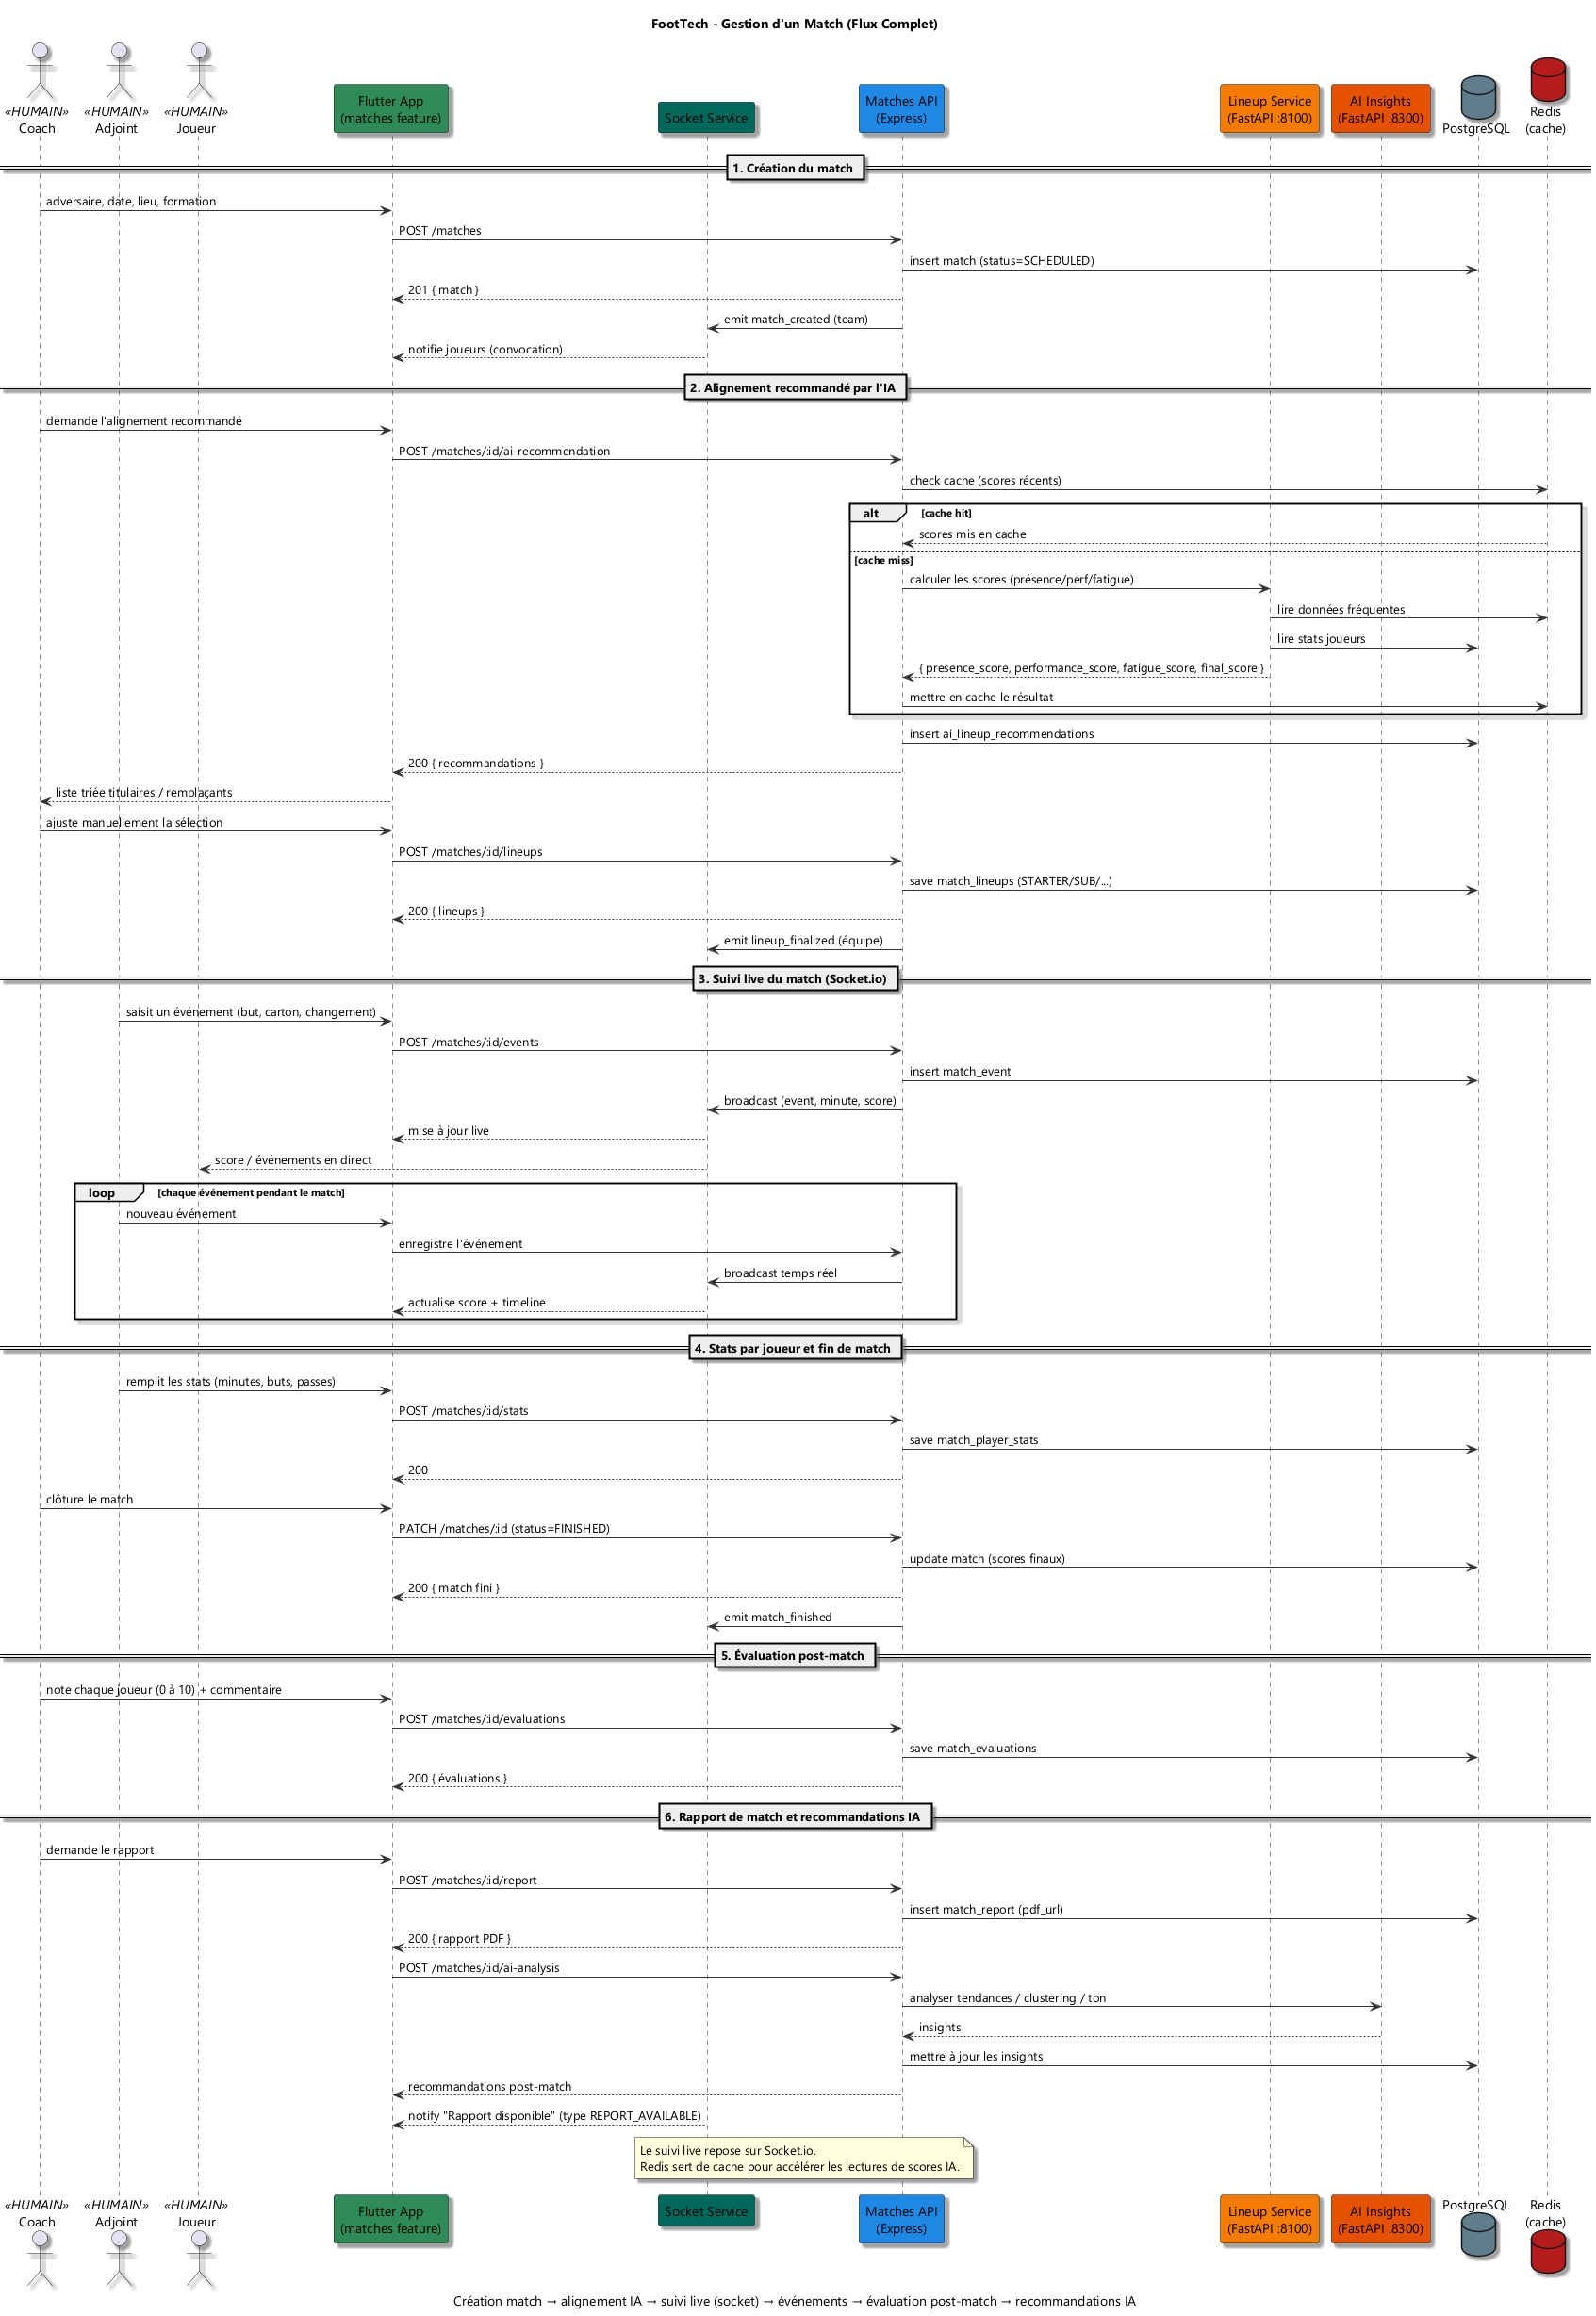 FootTech - Gestion d'un Match (Flux Complet)
«HUMAIN»
Coach
«HUMAIN»
Adjoint
«HUMAIN»
Joueur
Flutter App
(matches feature)
Socket Service
Matches API
(Express)
Lineup Service
(FastAPI :8100)
AI Insights
(FastAPI :8300)
PostgreSQL
Redis
(cache)
1. Création du match
adversaire, date, lieu, formation
POST /matches
insert match (status=SCHEDULED)
201 { match }
emit match_created (team)
notifie joueurs (convocation)
2. Alignement recommandé par l'IA
demande l'alignement recommandé
POST /matches/:id/ai-recommendation
check cache (scores récents)
alt [cache hit]
scores mis en cache
[cache miss]
calculer les scores (présence/perf/fatigue)
lire données fréquentes
lire stats joueurs
{ presence_score, performance_score, fatigue_score, final_score }
mettre en cache le résultat
insert ai_lineup_recommendations
200 { recommandations }
liste triée titulaires / remplaçants
ajuste manuellement la sélection
POST /matches/:id/lineups
save match_lineups (STARTER/SUB/...)
200 { lineups }
emit lineup_finalized (équipe)
3. Suivi live du match (Socket.io)
saisit un événement (but, carton, changement)
POST /matches/:id/events
insert match_event
broadcast (event, minute, score)
mise à jour live
score / événements en direct
loop [chaque événement pendant le match]
nouveau événement
enregistre l'événement
broadcast temps réel
actualise score + timeline
4. Stats par joueur et fin de match
remplit les stats (minutes, buts, passes)
POST /matches/:id/stats
save match_player_stats
200
clôture le match
PATCH /matches/:id (status=FINISHED)
update match (scores finaux)
200 { match fini }
emit match_finished
5. Évaluation post-match
note chaque joueur (0 à 10) + commentaire
POST /matches/:id/evaluations
save match_evaluations
200 { évaluations }
6. Rapport de match et recommandations IA
demande le rapport
POST /matches/:id/report
insert match_report (pdf_url)
200 { rapport PDF }
POST /matches/:id/ai-analysis
analyser tendances / clustering / ton
insights
mettre à jour les insights
recommandations post-match
notify "Rapport disponible" (type REPORT_AVAILABLE)
Le suivi live repose sur Socket.io.
Redis sert de cache pour accélérer les lectures de scores IA.
«HUMAIN»
Coach
«HUMAIN»
Adjoint
«HUMAIN»
Joueur
Flutter App
(matches feature)
Socket Service
Matches API
(Express)
Lineup Service
(FastAPI :8100)
AI Insights
(FastAPI :8300)
PostgreSQL
Redis
(cache)
Création match → alignement IA → suivi live (socket) → événements → évaluation post-match → recommandations IA